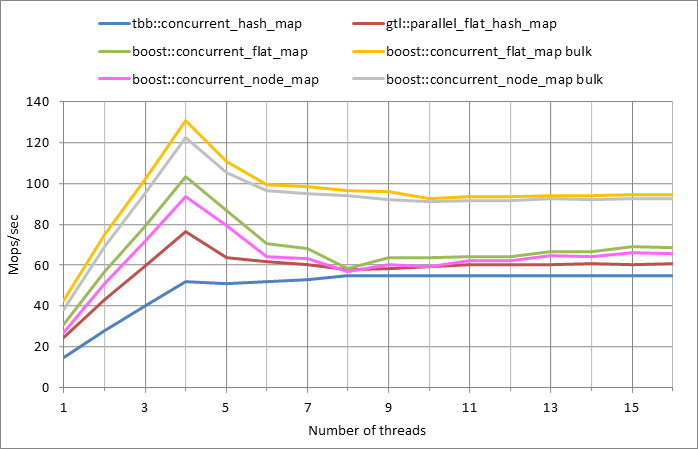 tbb::concurrent_hash_map
gtl::parallel_flat_hash_map
boost::concurrent_flat_map
boost::concurrent_flat_map bulk
boost::concurrent_node_map
boost::concurrent_node_map bulk
140
120
100
80
60
40
20
0
Mops/sec
1 3 5 7 9 11 13 15
Number of threads